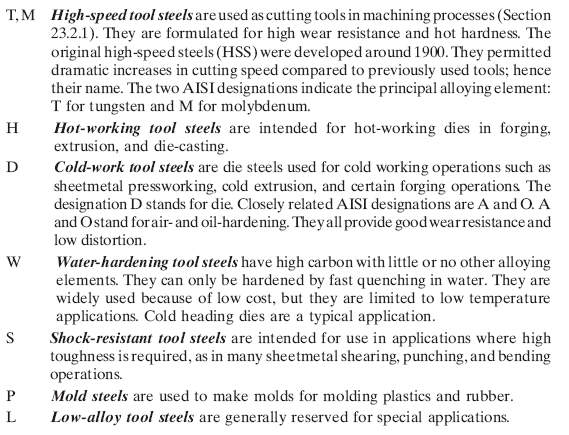 T, M High-speed tool steels are used as cutting tools in machining processes (Section
23.2.1). They are formulated for high wear resistance and hot hardness. The
original high-speed steels (HSS) were developed around 1900. They permitted
dramatic increases in cutting speed compared to previously used tools; hence
their name. The two AISI designations indicate the principal alloying element:
T for tungsten and M for molybdenum.
H Hot-working tool steels are intended for hot-working dies in forging,
extrusion, and die-casting.
D Cold-work tool steels are die steels used for cold working operations such as
sheetmetal pressworking, cold extrusion, and certain forging operations. The
designation D stands for die. Closely related AISI designations are A and O. A
and O stand for air- and oil-hardening. They all provide good wear resistance and
low distortion.
W Water-hardening tool steels have high carbon with little or no other alloying
elements. They can only be hardened by fast quenching in water. They are
widely used because of low cost, but they are limited to low temperature
applications. Cold heading dies are a typical application.
S Shock-resistant tool steels are intended for use in applications where high
toughness is required, as in many sheetmetal shearing, punching, and bending
operations.
P Mold steels are used to make molds for molding plastics and rubber.
L Low-alloy tool steels are generally reserved for special applications.